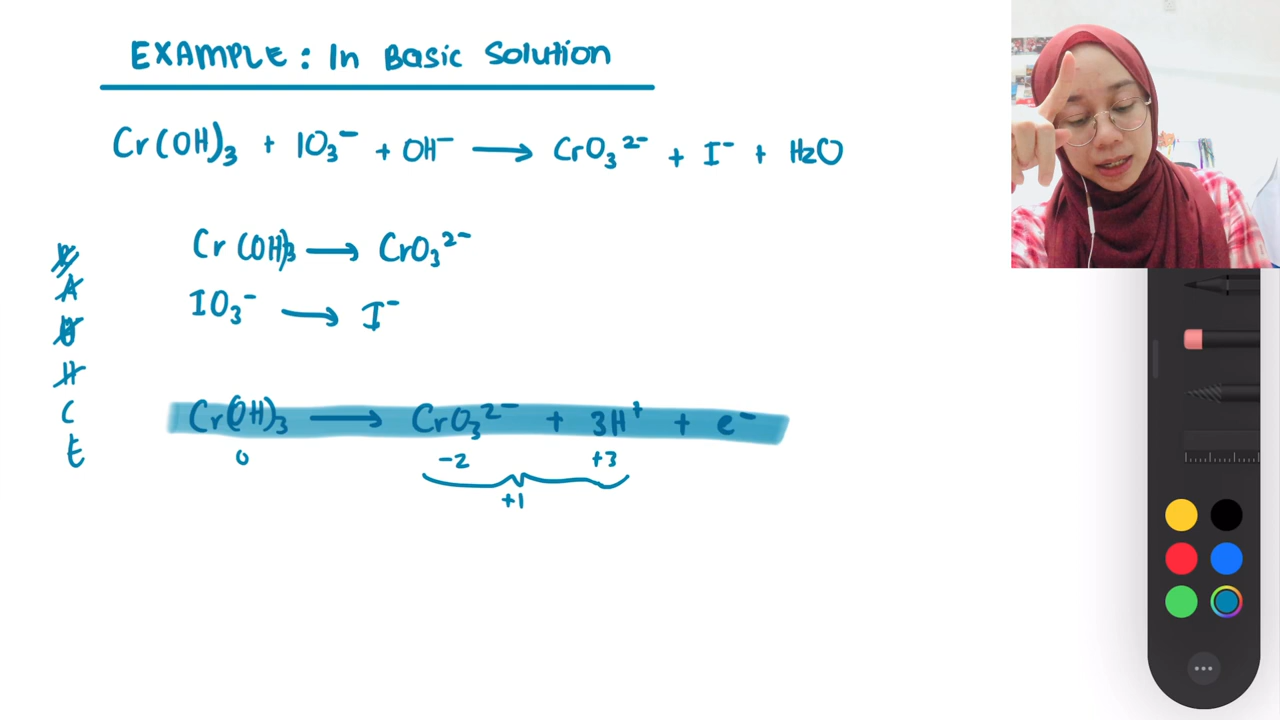 EXAMPLE: In Basic Solution
Cr(OH)₃ + IO₃⁻ + OH⁻ ⟶ CrO₃²⁻ + I⁻ + H₂O
Cr(OH)₃ ⟶ CrO₃²⁻
A
IO₃⁻ ⟶ I⁻
O
H
C
Cr(OH)₃ ⟶ CrO₃²⁻ + 3H⁺ + e⁻
E
0 -2 +3
+1